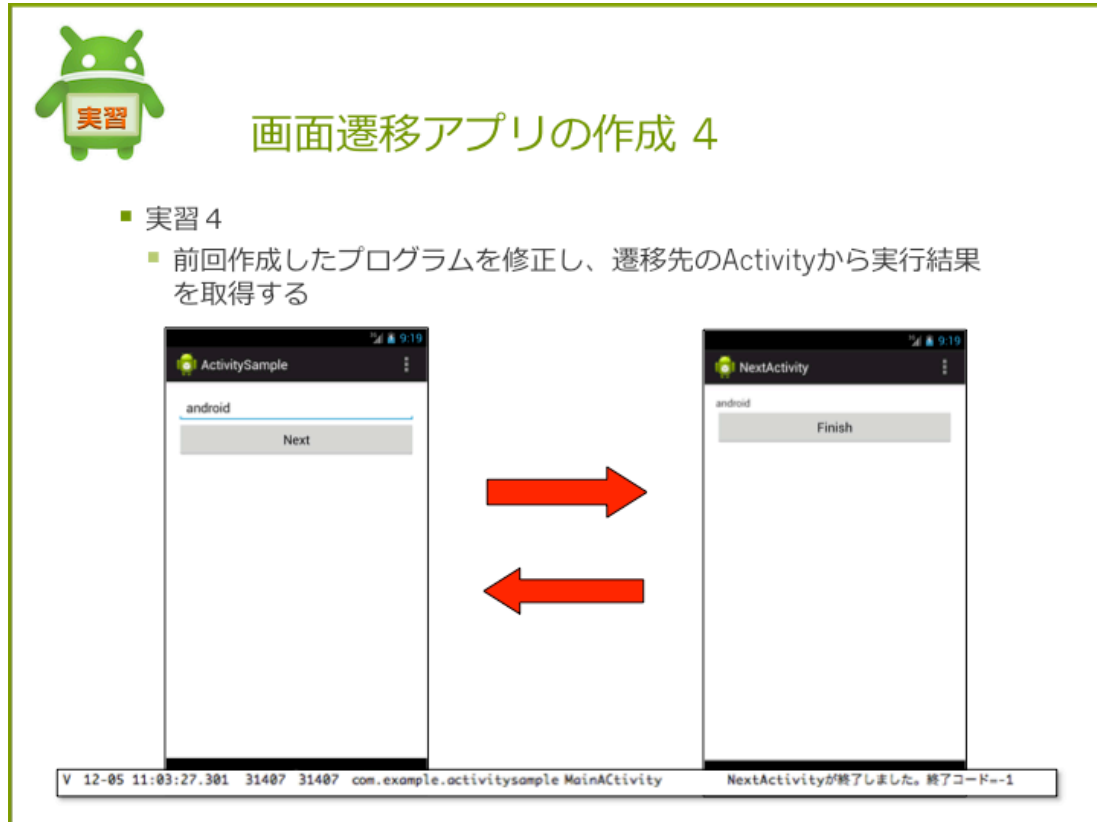 実習
画面遷移アプリの作成 4
実習４
前回作成したプログラムを修正し、遷移先のActivityから実行結果
を取得する
9:19
ActivitySample
android
Next
9:19
NextActivity
android
Finish
V 12-05 11:03:27.301 31407 31407 com.example.activitysample MainACtivity NextActivityが終了しました。終了コード=-1